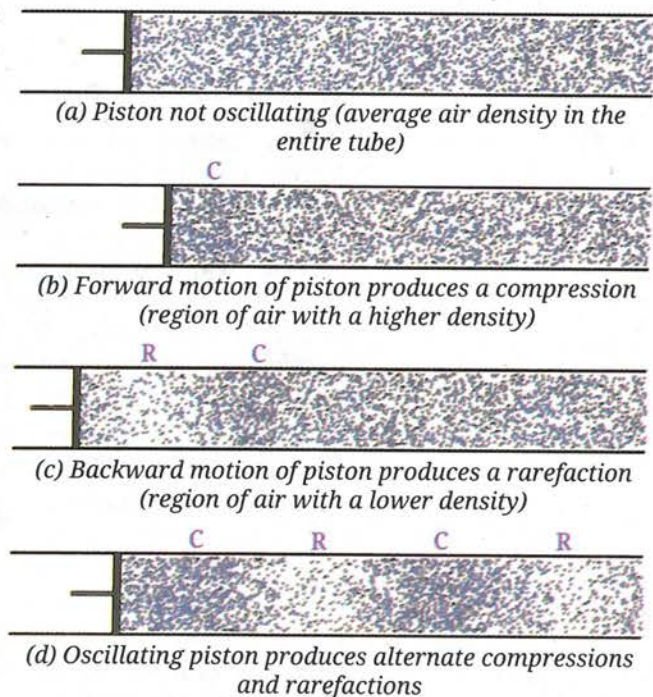 (a) Piston not oscillating (average air density in the
entire tube)
C
(b) Forward motion of piston produces a compression
(region of air with a higher density)
R C
(c) Backward motion of piston produces a rarefaction
(region of air with a lower density)
C R C R
(d) Oscillating piston produces alternate compressions
and rarefactions